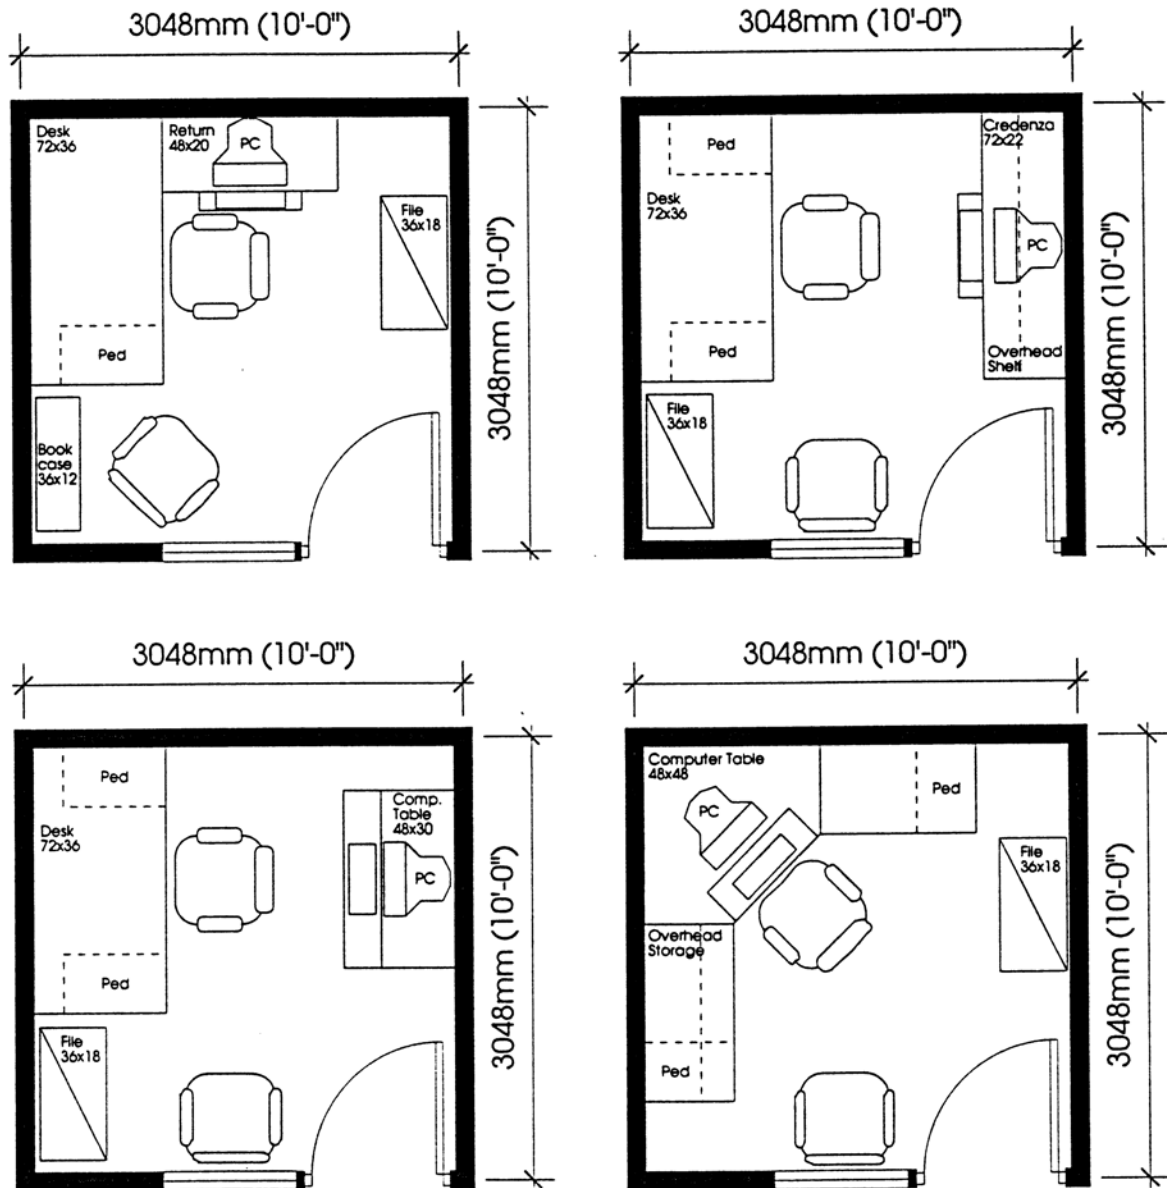 3048mm (10'-0")
Desk
72x36
Return
48x20
PC
File
36x18
Ped
Book
case
36x12
3048mm (10'-0")
3048mm (10'-0")
Ped
Desk
72x36
Ped
Credenza
72x22
PC
Overhead
Shelf
File
36x18
3048mm (10'-0")
3048mm (10'-0")
Ped
Desk
72x36
Ped
Comp.
Table
48x30
PC
File
36x18
3048mm (10'-0")
3048mm (10'-0")
Computer Table
48x48
PC
Ped
File
36x18
Overhead
Storage
Ped
3048mm (10'-0")